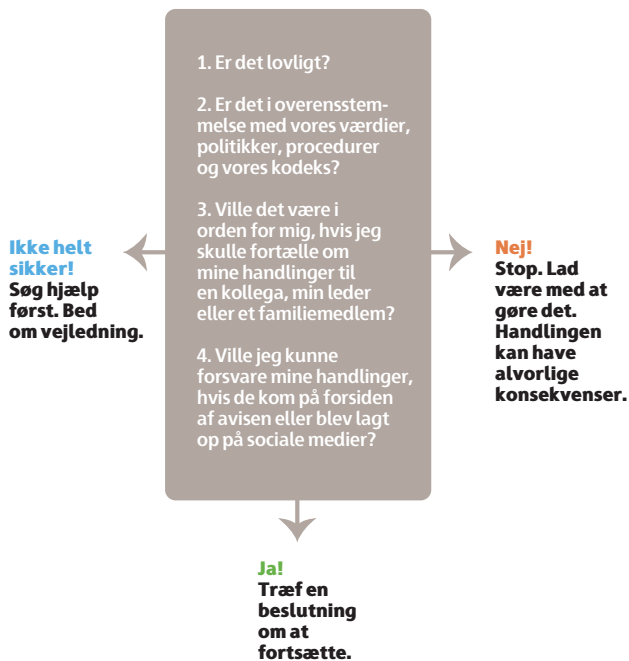 1. Er det lovligt?
2. Er det i overensstem-
melse med vores værdier,
politikker, procedurer
og vores kodeks?
3. Ville det være i
orden for mig, hvis jeg
skulle fortælle om
mine handlinger til
en kollega, min leder
eller et familiemedlem?
4. Ville jeg kunne
forsvare mine handlinger,
hvis de kom på forsiden
af avisen eller blev lagt
op på sociale medier?
Ikke helt
sikker!
Søg hjælp
først. Bed
om vejledning.
Nej!
Stop. Lad
være med at
gøre det.
Handlingen
kan have
alvorlige
konsekvenser.
Ja!
Træf en
beslutning
om at
fortsætte.